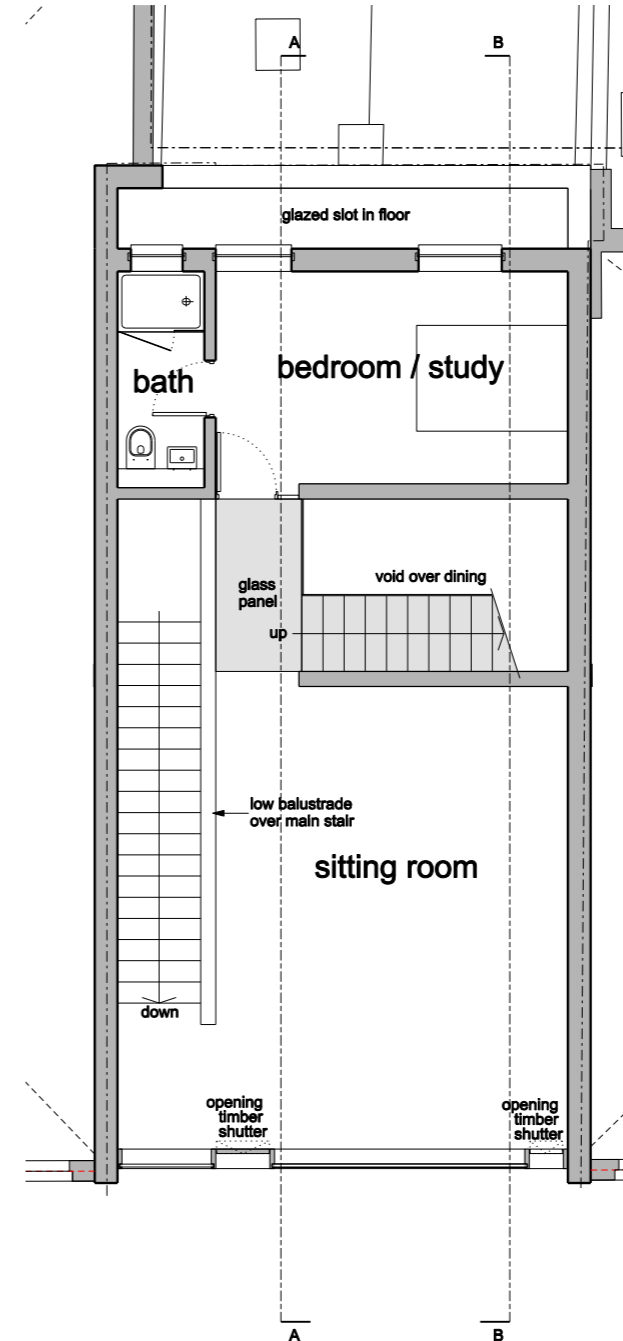 A
B
glazed slot in floor
bedroom / study
bath
void over dining
glass
panel
up
low balustrade
over main stair
sitting room
down
opening
timber
shutter
opening
timber
shutter
A
B